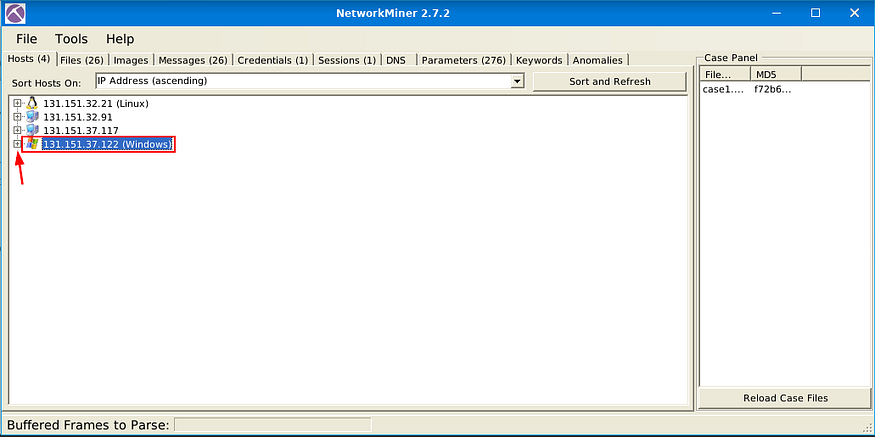 NetworkMiner 2.7.2
File Tools Help
Hosts (4) Files (26) Images Messages (26) Credentials (1) Sessions (1) DNS Parameters (276) Keywords Anomalies
Case Panel
Sort Hosts On: IP Address (ascending) Sort and Refresh
File... MD5
case1.... f72b6...
131.151.32.21 (Linux)
131.151.32.91
131.151.37.117
131.151.37.122 (Windows)
Reload Case Files
Buffered Frames to Parse: